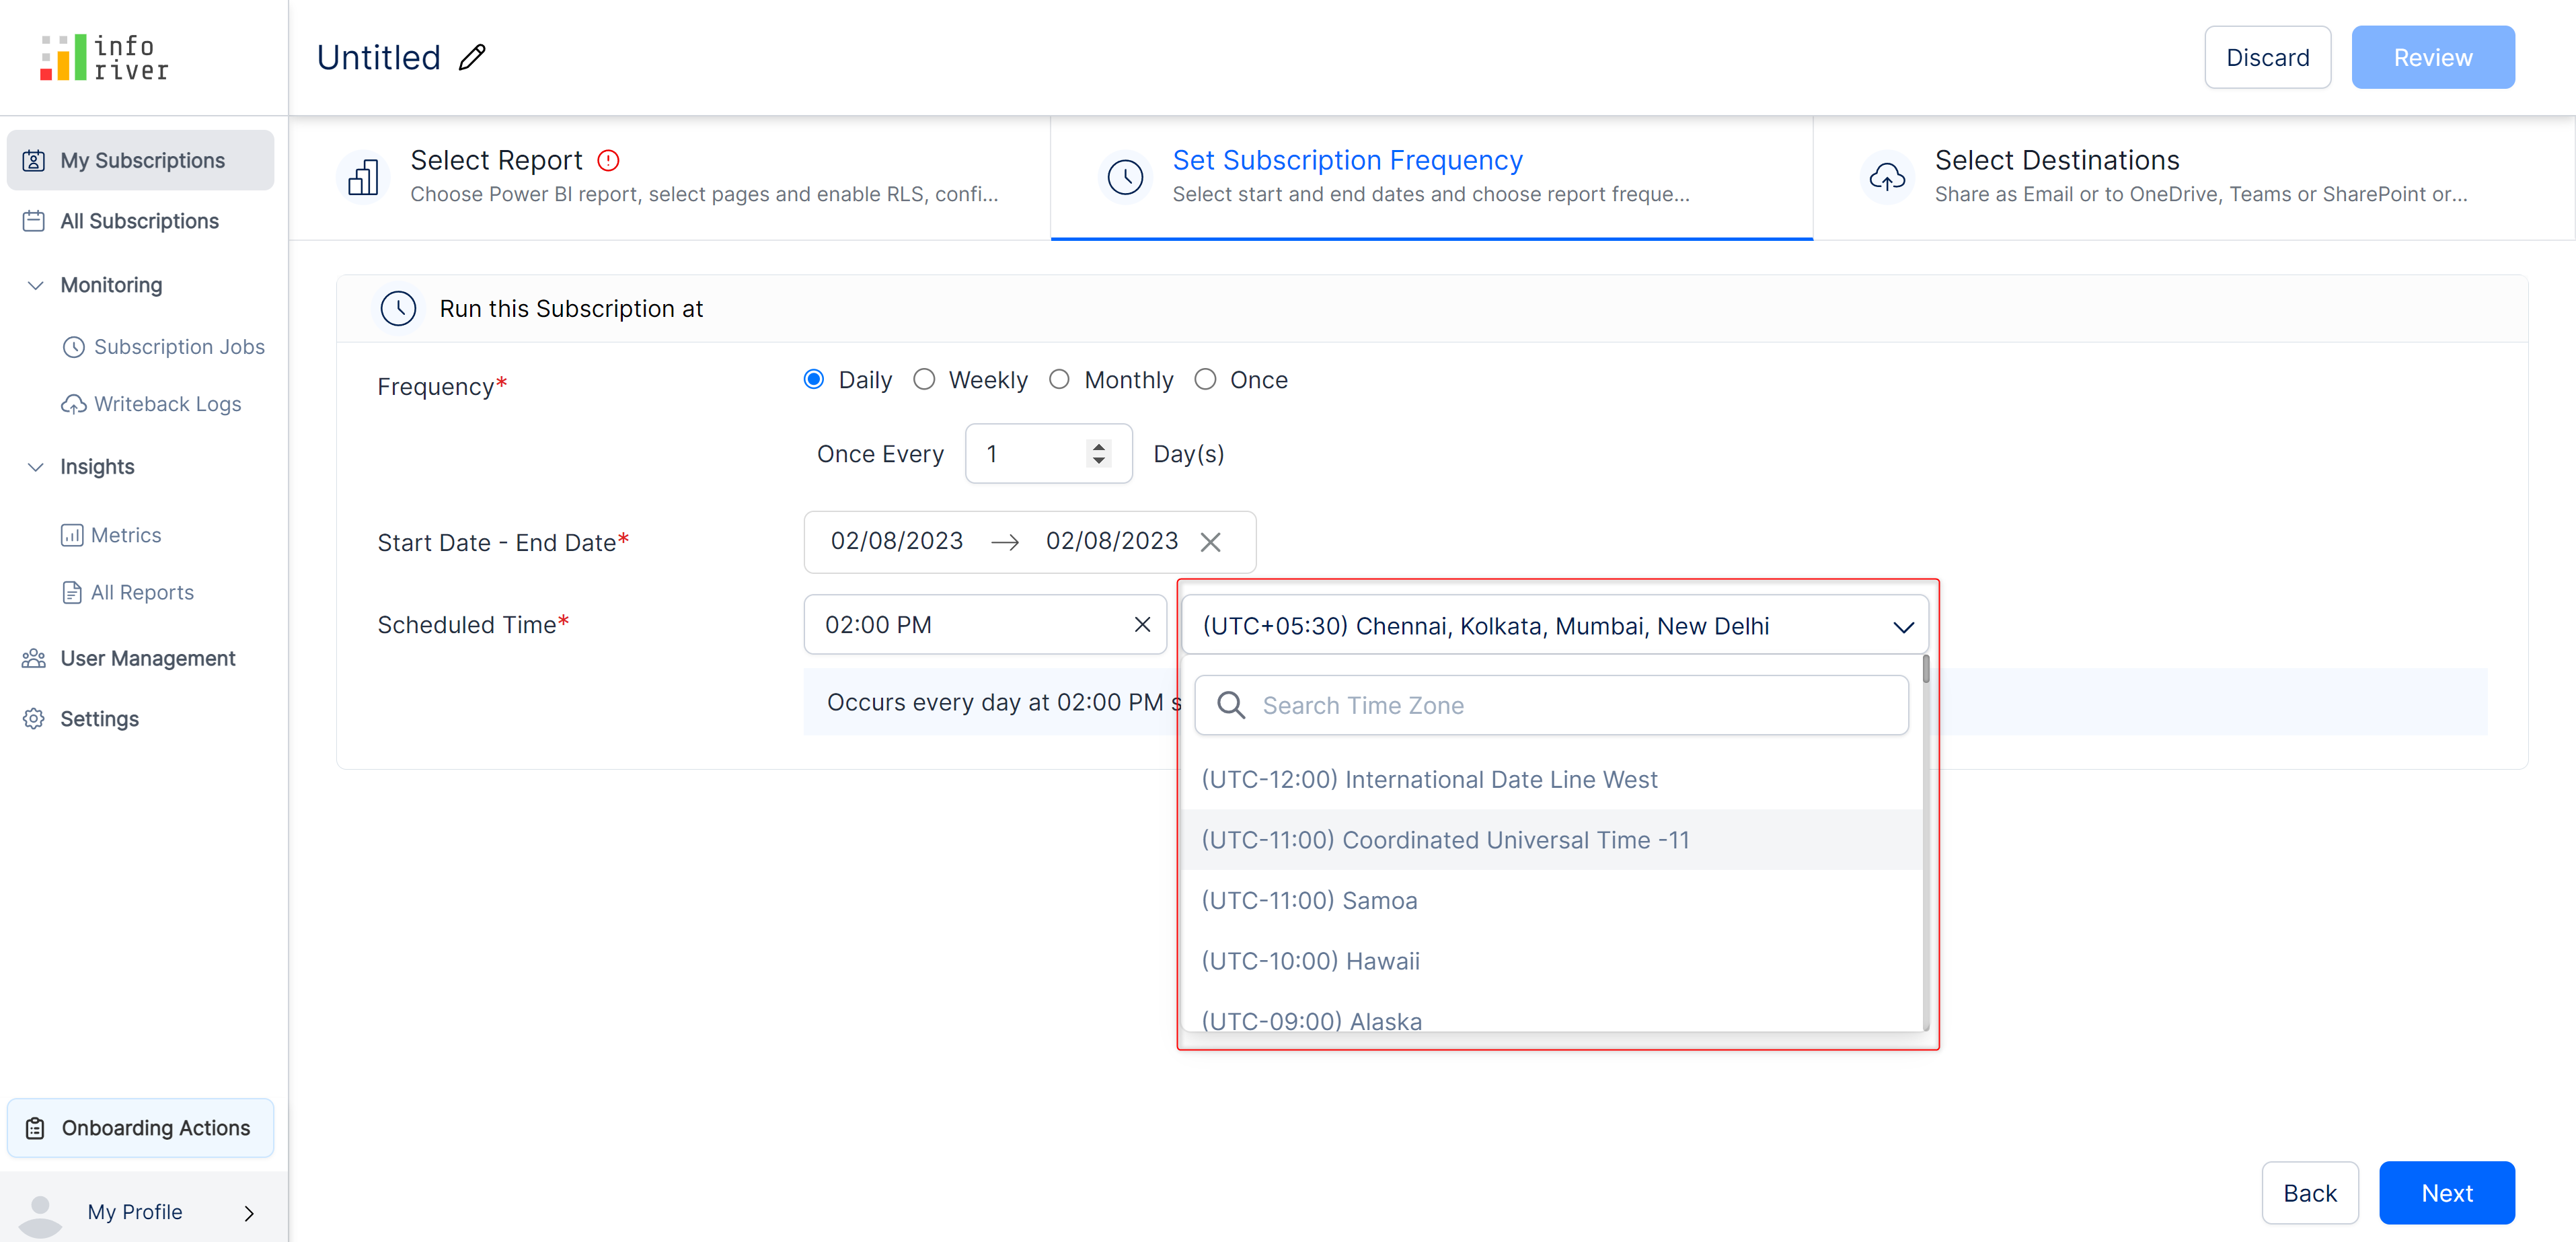 info
river
Untitled
Discard
Review
My Subscriptions
All Subscriptions
Monitoring
Subscription Jobs
Writeback Logs
Insights
Metrics
All Reports
User Management
Settings
Onboarding Actions
My Profile
Select Report
Choose Power BI report, select pages and enable RLS, confi...
Set Subscription Frequency
Select start and end dates and choose report freque...
Select Destinations
Share as Email or to OneDrive, Teams or SharePoint or...
Run this Subscription at
Frequency*
Daily Weekly Monthly Once
Once Every 1 Day(s)
Start Date - End Date*
02/08/2023 → 02/08/2023
Scheduled Time*
02:00 PM
(UTC+05:30) Chennai, Kolkata, Mumbai, New Delhi
Occurs every day at 02:00 PM s
Search Time Zone
(UTC-12:00) International Date Line West
(UTC-11:00) Coordinated Universal Time -11
(UTC-11:00) Samoa
(UTC-10:00) Hawaii
(UTC-09:00) Alaska
Back
Next